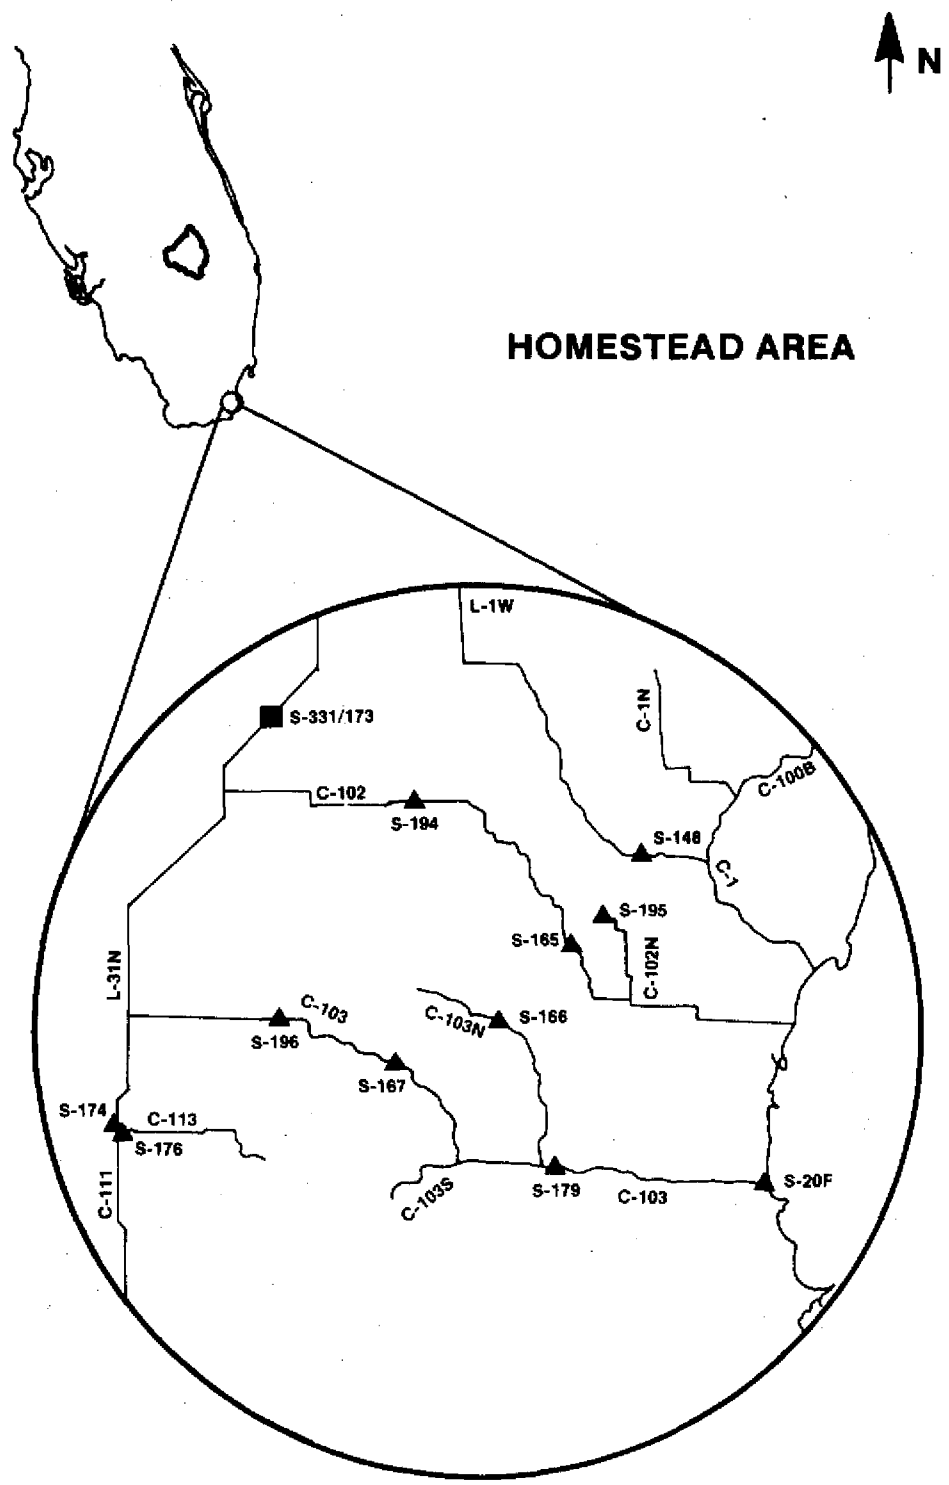 N
HOMESTEAD AREA
L-1W
C-1N
S-331/173
C-100B
C-102
S-194
S-148
C-1
S-195
S-165
C-102N
L-31N
C-103
C-103N
S-166
S-196
S-167
S-174
C-113
S-176
C-111
C-103S
S-179
C-103
S-20F